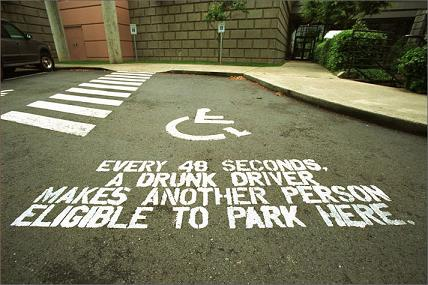 EVERY 48 SECONDS,
A DRUNK DRIVER
MAKES ANOTHER PERSON
ELIGIBLE TO PARK HERE.